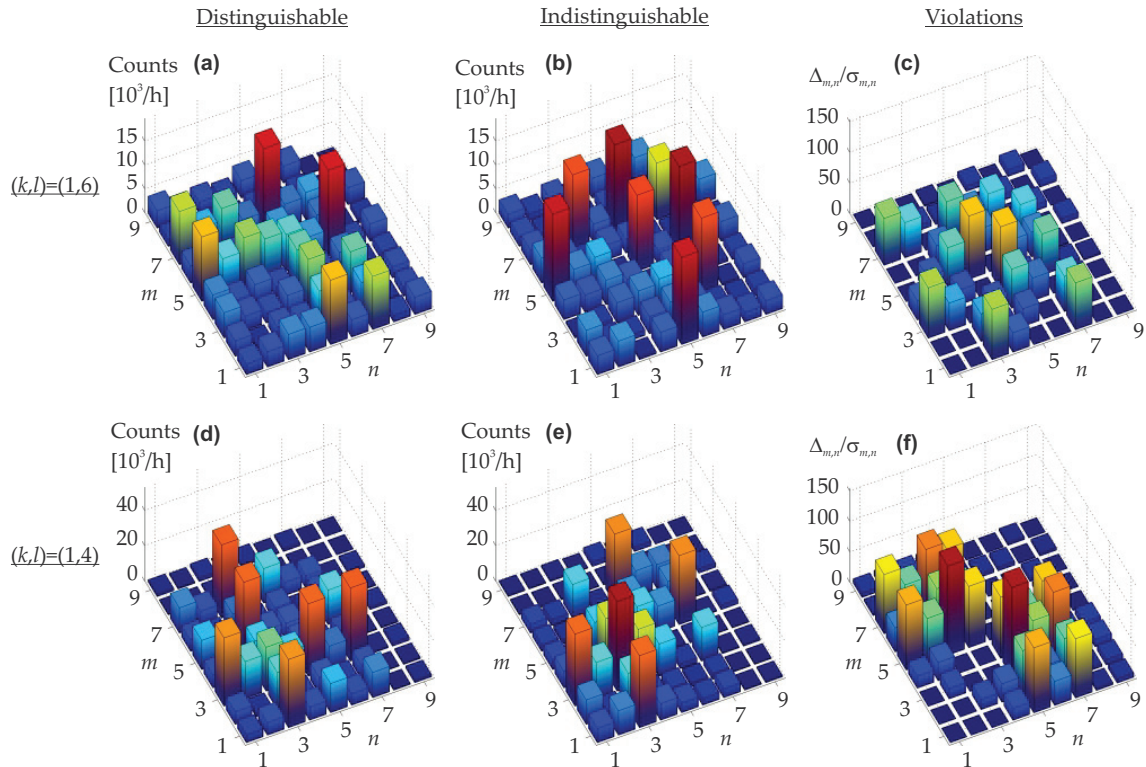 Distinguishable Indistinguishable Violations
Counts (a) Counts (b) Δm,n/σm,n (c)
[10³/h] [10³/h]
(k,l)=(1,6)
15 10 5 0
15 10 5 0
150 100 50 0
9 7 5 3 1 m
1 3 5 7 9 n
9 7 5 3 1 m
1 3 5 7 9 n
9 7 5 3 1 m
1 3 5 7 9 n
Counts (d) Counts (e) Δm,n/σm,n (f)
[10³/h] [10³/h]
(k,l)=(1,4)
40 20 0
40 20 0
150 100 50 0
9 7 5 3 1 m
1 3 5 7 9 n
9 7 5 3 1 m
1 3 5 7 9 n
9 7 5 3 1 m
1 3 5 7 9 n